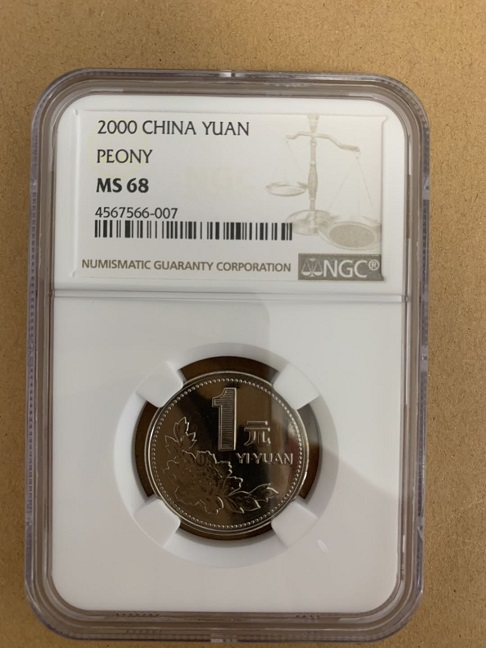 2000 CHINA YUAN
PEONY
MS 68
4567566-007
NUMISMATIC GUARANTY CORPORATION
NGC®
1元
YI YUAN